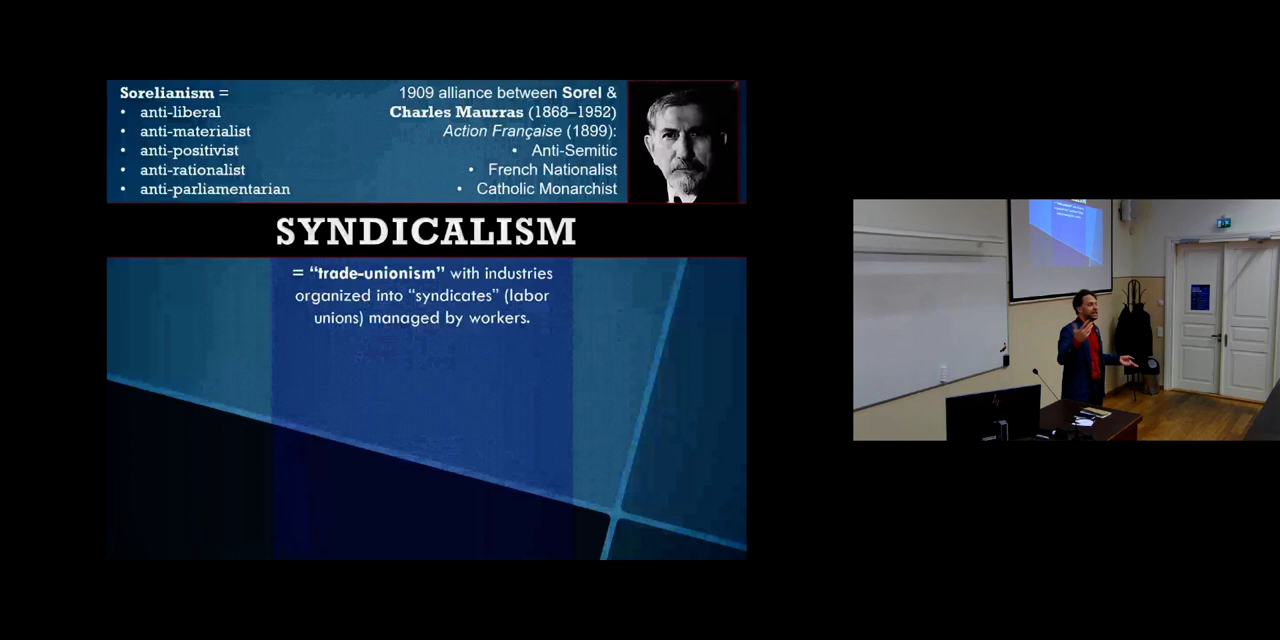 Sorelianism =
• anti-liberal
• anti-materialist
• anti-positivist
• anti-rationalist
• anti-parliamentarian
1909 alliance between Sorel &
Charles Maurras (1868–1952)
Action Française (1899):
• Anti-Semitic
• French Nationalist
• Catholic Monarchist
SYNDICALISM
= “trade-unionism” with industries
organized into “syndicates” (labor
unions) managed by workers.